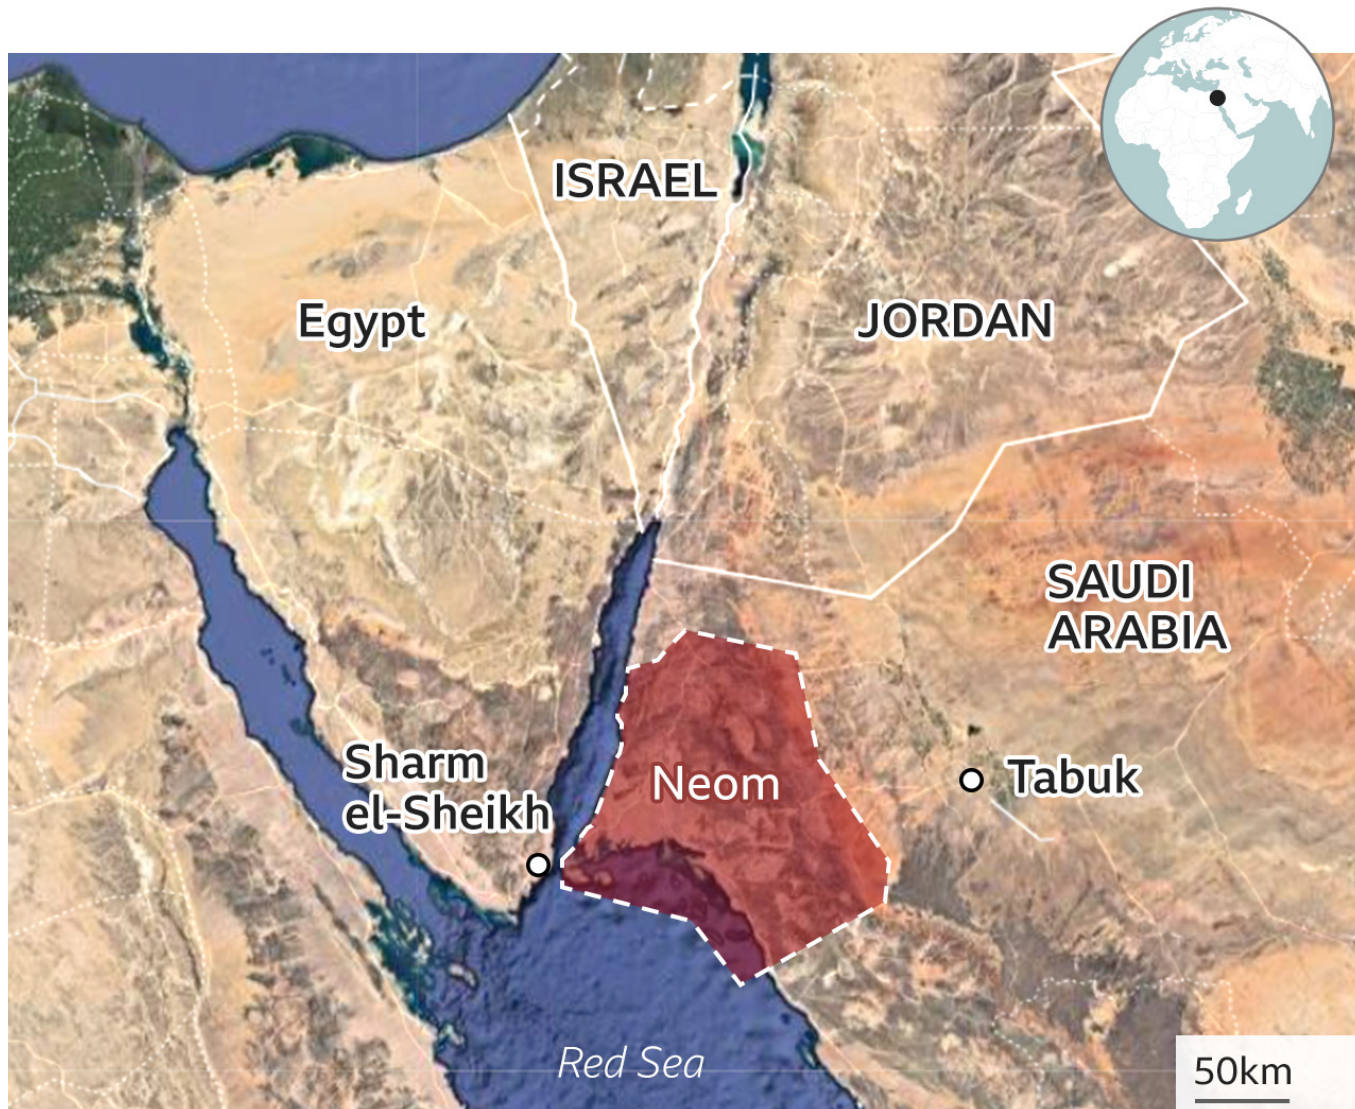 ISRAEL
Egypt
JORDAN
SAUDI
ARABIA
Sharm
el-Sheikh
Neom
Tabuk
Red Sea
50km